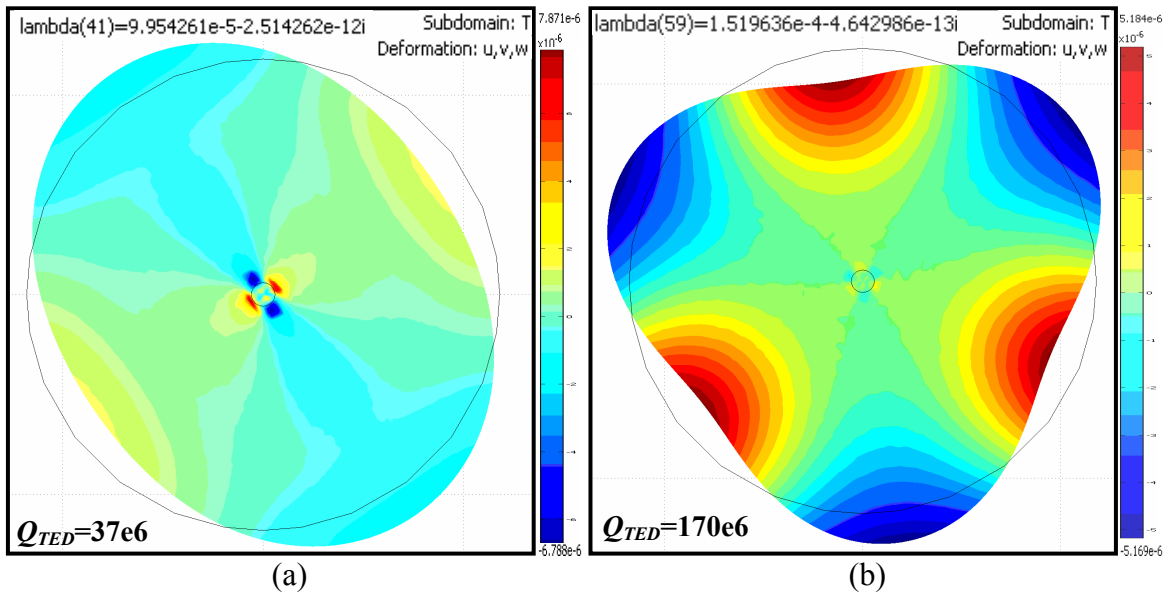 lambda(41)=9.954261e-5-2.514262e-12i
Subdomain: T
Deformation: u,v,w
7.871e-6
x10^-6
4
2
0
-2
-4
-6
-6.788e-6
Q_TED=37e6
(a)
lambda(59)=1.519636e-4-4.642986e-13i
Subdomain: T
Deformation: u,v,w
5.184e-6
x10^-6
5
4
3
2
1
0
-1
-2
-3
-4
-5
-5.169e-6
Q_TED=170e6
(b)